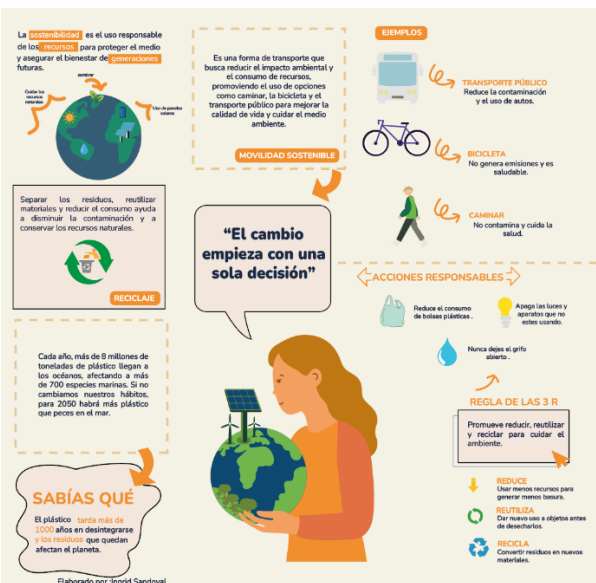 La sostenibilidad es el uso responsable
de los recursos para proteger el medio
y asegurar el bienestar de generaciones
futuras.
sembrar
Cuidar los
recursos
naturales
Uso de paneles
solares
Separar los residuos, reutilizar
materiales y reducir el consumo ayuda
a disminuir la contaminación y a
conservar los recursos naturales.
RECICLAJE
Cada año, más de 8 millones de
toneladas de plástico llegan a
los océanos, afectando a más
de 700 especies marinas. Si no
cambiamos nuestros hábitos,
para 2050 habrá más plástico
que peces en el mar.
SABÍAS QUÉ
El plástico tarda más de
1000 años en desintegrarse
y los residuos que quedan
afectan el planeta.
Elaborado por :Ingrid Sandoval
Es una forma de transporte que
busca reducir el impacto ambiental y
el consumo de recursos,
promoviendo el uso de opciones
como caminar, la bicicleta y el
transporte público para mejorar la
calidad de vida y cuidar el medio
ambiente.
MOVILIDAD SOSTENIBLE
“El cambio
empieza con una
sola decisión”
EJEMPLOS
TRANSPORTE PÚBLICO
Reduce la contaminación
y el uso de autos.
BICICLETA
No genera emisiones y es
saludable.
CAMINAR
No contamina y cuida la
salud.
ACCIONES RESPONSABLES
Reduce el consumo
de bolsas plásticas .
Apaga las luces y
aparatos que no
estes usando.
Nunca dejes el grifo
abierto .
REGLA DE LAS 3 R
Promueve reducir, reutilizar
y reciclar para cuidar el
ambiente.
REDUCE
Usar menos recursos para
generar menos basura.
REUTILIZA
Dar nuevo uso a objetos antes
de desecharlos.
RECICLA
Convertir residuos en nuevos
materiales.